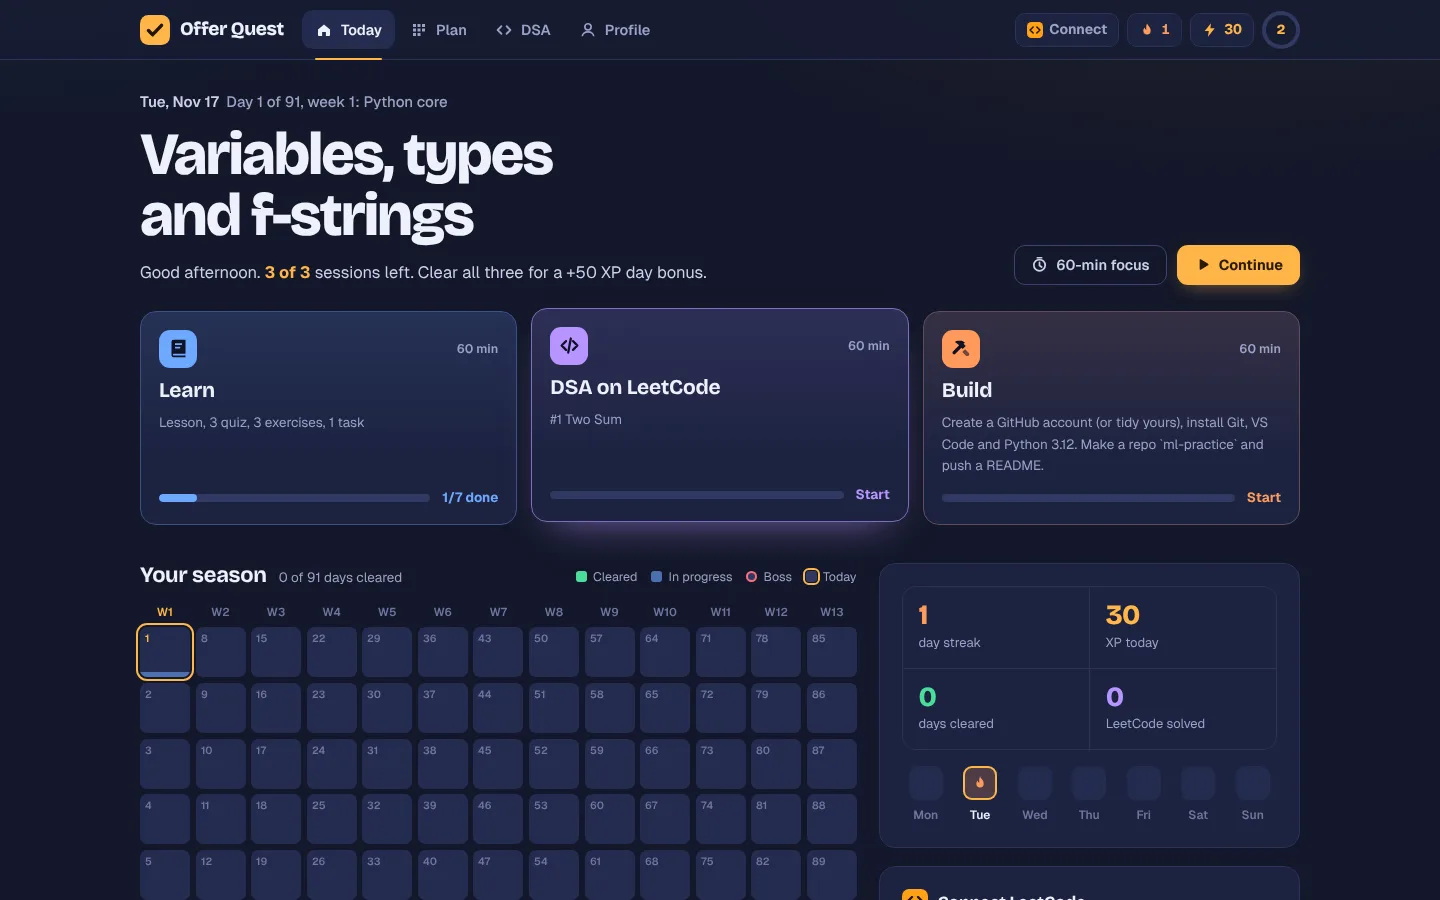 Offer Quest
Today
Plan
DSA
Profile
Connect
1
30
2
Tue, Nov 17 Day 1 of 91, week 1: Python core
Variables, types
and f-strings
Good afternoon. 3 of 3 sessions left. Clear all three for a +50 XP day bonus.
60-min focus
Continue
60 min
Learn
Lesson, 3 quiz, 3 exercises, 1 task
1/7 done
60 min
DSA on LeetCode
#1 Two Sum
Start
60 min
Build
Create a GitHub account (or tidy yours), install Git, VS
Code and Python 3.12. Make a repo `ml-practice` and
push a README.
Start
Your season 0 of 91 days cleared
Cleared In progress Boss Today
W1 W2 W3 W4 W5 W6 W7 W8 W9 W10 W11 W12 W13
1 8 15 22 29 36 43 50 57 64 71 78 85
2 9 16 23 30 37 44 51 58 65 72 79 86
3 10 17 24 31 38 45 52 59 66 73 80 87
4 11 18 25 32 39 46 53 60 67 74 81 88
5 12 19 26 33 40 47 54 61 68 75 82 89
1
day streak
30
XP today
0
days cleared
0
LeetCode solved
Mon Tue Wed Thu Fri Sat Sun
Connect LeetCode